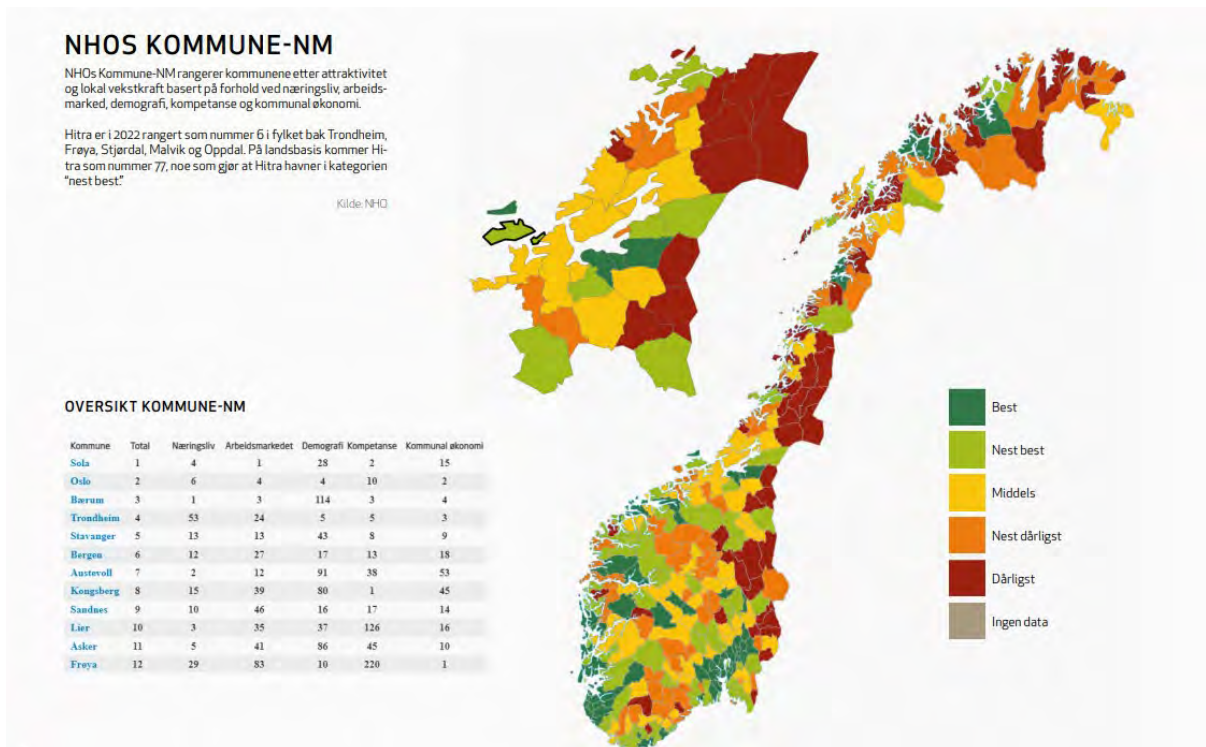 NHOS KOMMUNE-NM
NHOs Kommune-NM rangerer kommunene etter attraktivitet
og lokal vekstkraft basert på forhold ved næringsliv, arbeids-
marked, demografi, kompetanse og kommunal økonomi.
Hitra er i 2022 rangert som nummer 6 i fylket bak Trondheim,
Frøya, Stjørdal, Malvik og Oppdal. På landsbasis kommer Hi-
tra som nummer 77, noe som gjør at Hitra havner i kategorien
“nest best”.
Kilde: NHO
OVERSIKT KOMMUNE-NM
Kommune Total Næringsliv Arbeidsmarkedet Demografi Kompetanse Kommunal økonomi
Sola 1 4 1 28 2 15
Oslo 2 6 4 4 10 2
Bærum 3 1 3 114 3 4
Trondheim 4 53 24 5 5 3
Stavanger 5 13 13 43 8 9
Bergen 6 12 27 17 13 18
Austevoll 7 2 12 91 38 53
Kongsberg 8 15 39 80 1 45
Sandnes 9 10 46 16 17 14
Lier 10 3 35 37 126 16
Asker 11 5 41 86 45 10
Frøya 12 29 83 10 220 1
Best
Nest best
Middels
Nest dårligst
Dårligst
Ingen data